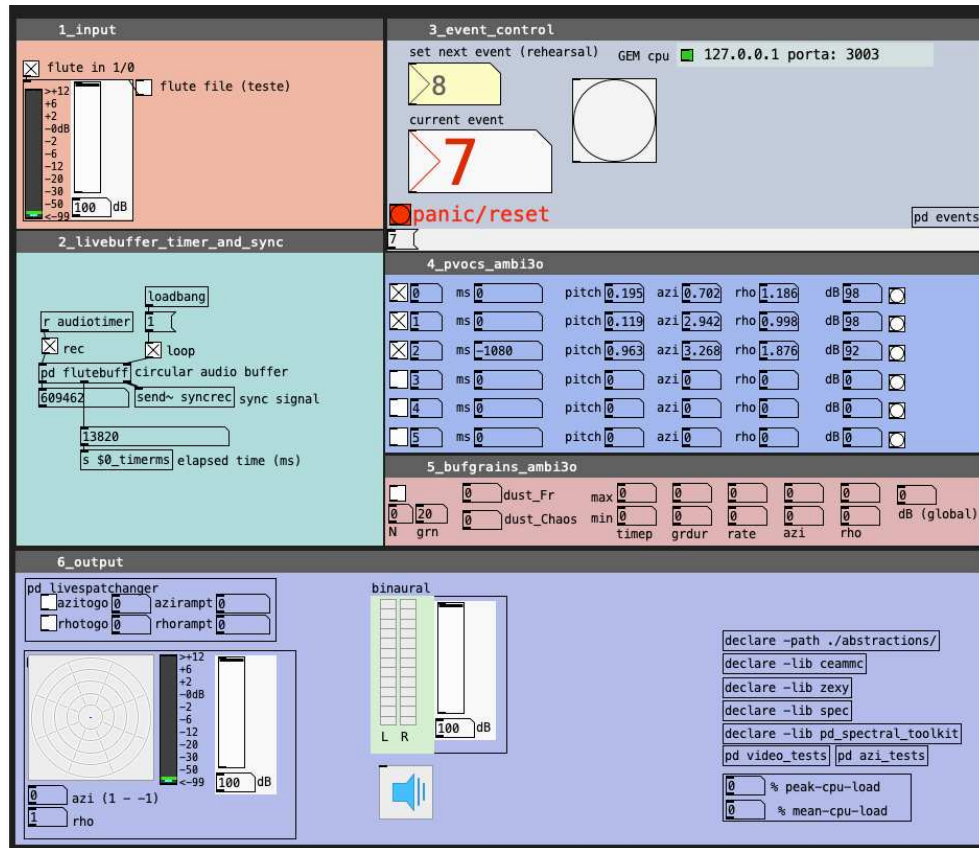 1_input
flute in 1/0
flute file (teste)
>+12
+6
+2
-0dB
-2
-6
-12
-20
-30
-50
<-99
100 dB
2_livebuffer_timer_and_sync
loadbang
r audiotimer
1
rec
loop
pd flutebuff circular audio buffer
609462 send~ syncrec sync signal
13820
s $0_timerms elapsed time (ms)
3_event_control
set next event (rehearsal) GEM cpu 127.0.0.1 porta: 3003
8
current event
7
panic/reset
pd events
7
4_pvocs_ambi3o
0 ms 0 pitch 0.195 azi 0.702 rho 1.186 dB 98
1 ms 0 pitch 0.119 azi 2.942 rho 0.998 dB 98
2 ms -1080 pitch 0.963 azi 3.268 rho 1.876 dB 92
3 ms 0 pitch 0 azi 0 rho 0 dB 0
4 ms 0 pitch 0 azi 0 rho 0 dB 0
5 ms 0 pitch 0 azi 0 rho 0 dB 0
5_bufgrains_ambi3o
0 dust_Fr max 0 0 0 0 0 0
0 20 0 dust_Chaos min 0 0 0 0 0 dB (global)
N grn timep grdur rate azi rho
6_output
pd livespatchanger
azitogo 0 azirampt 0
rhotogo 0 rhorampt 0
>+12
+6
+2
-0dB
-2
-6
-12
-20
-30
-50
<-99
100 dB
0 azi (1 - -1)
1 rho
binaural
L R
100 dB
declare -path ./abstractions/
declare -lib ceammc
declare -lib zexy
declare -lib spec
declare -lib pd_spectral_toolkit
pd video_tests pd azi_tests
0 % peak-cpu-load
0 % mean-cpu-load